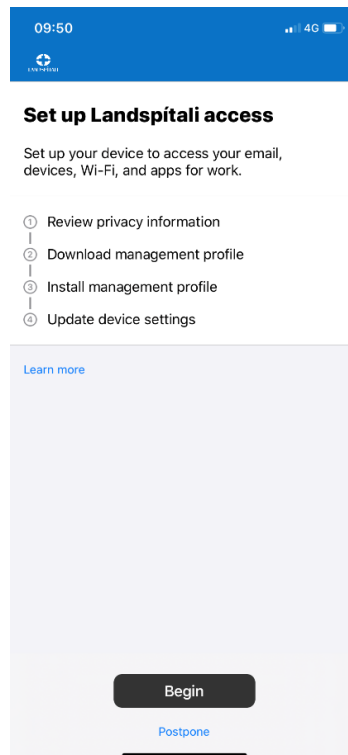 09:50
4G
LANDSPÍTALI
Set up Landspítali access
Set up your device to access your email,
devices, Wi-Fi, and apps for work.
1 Review privacy information
2 Download management profile
3 Install management profile
4 Update device settings
Learn more
Begin
Postpone